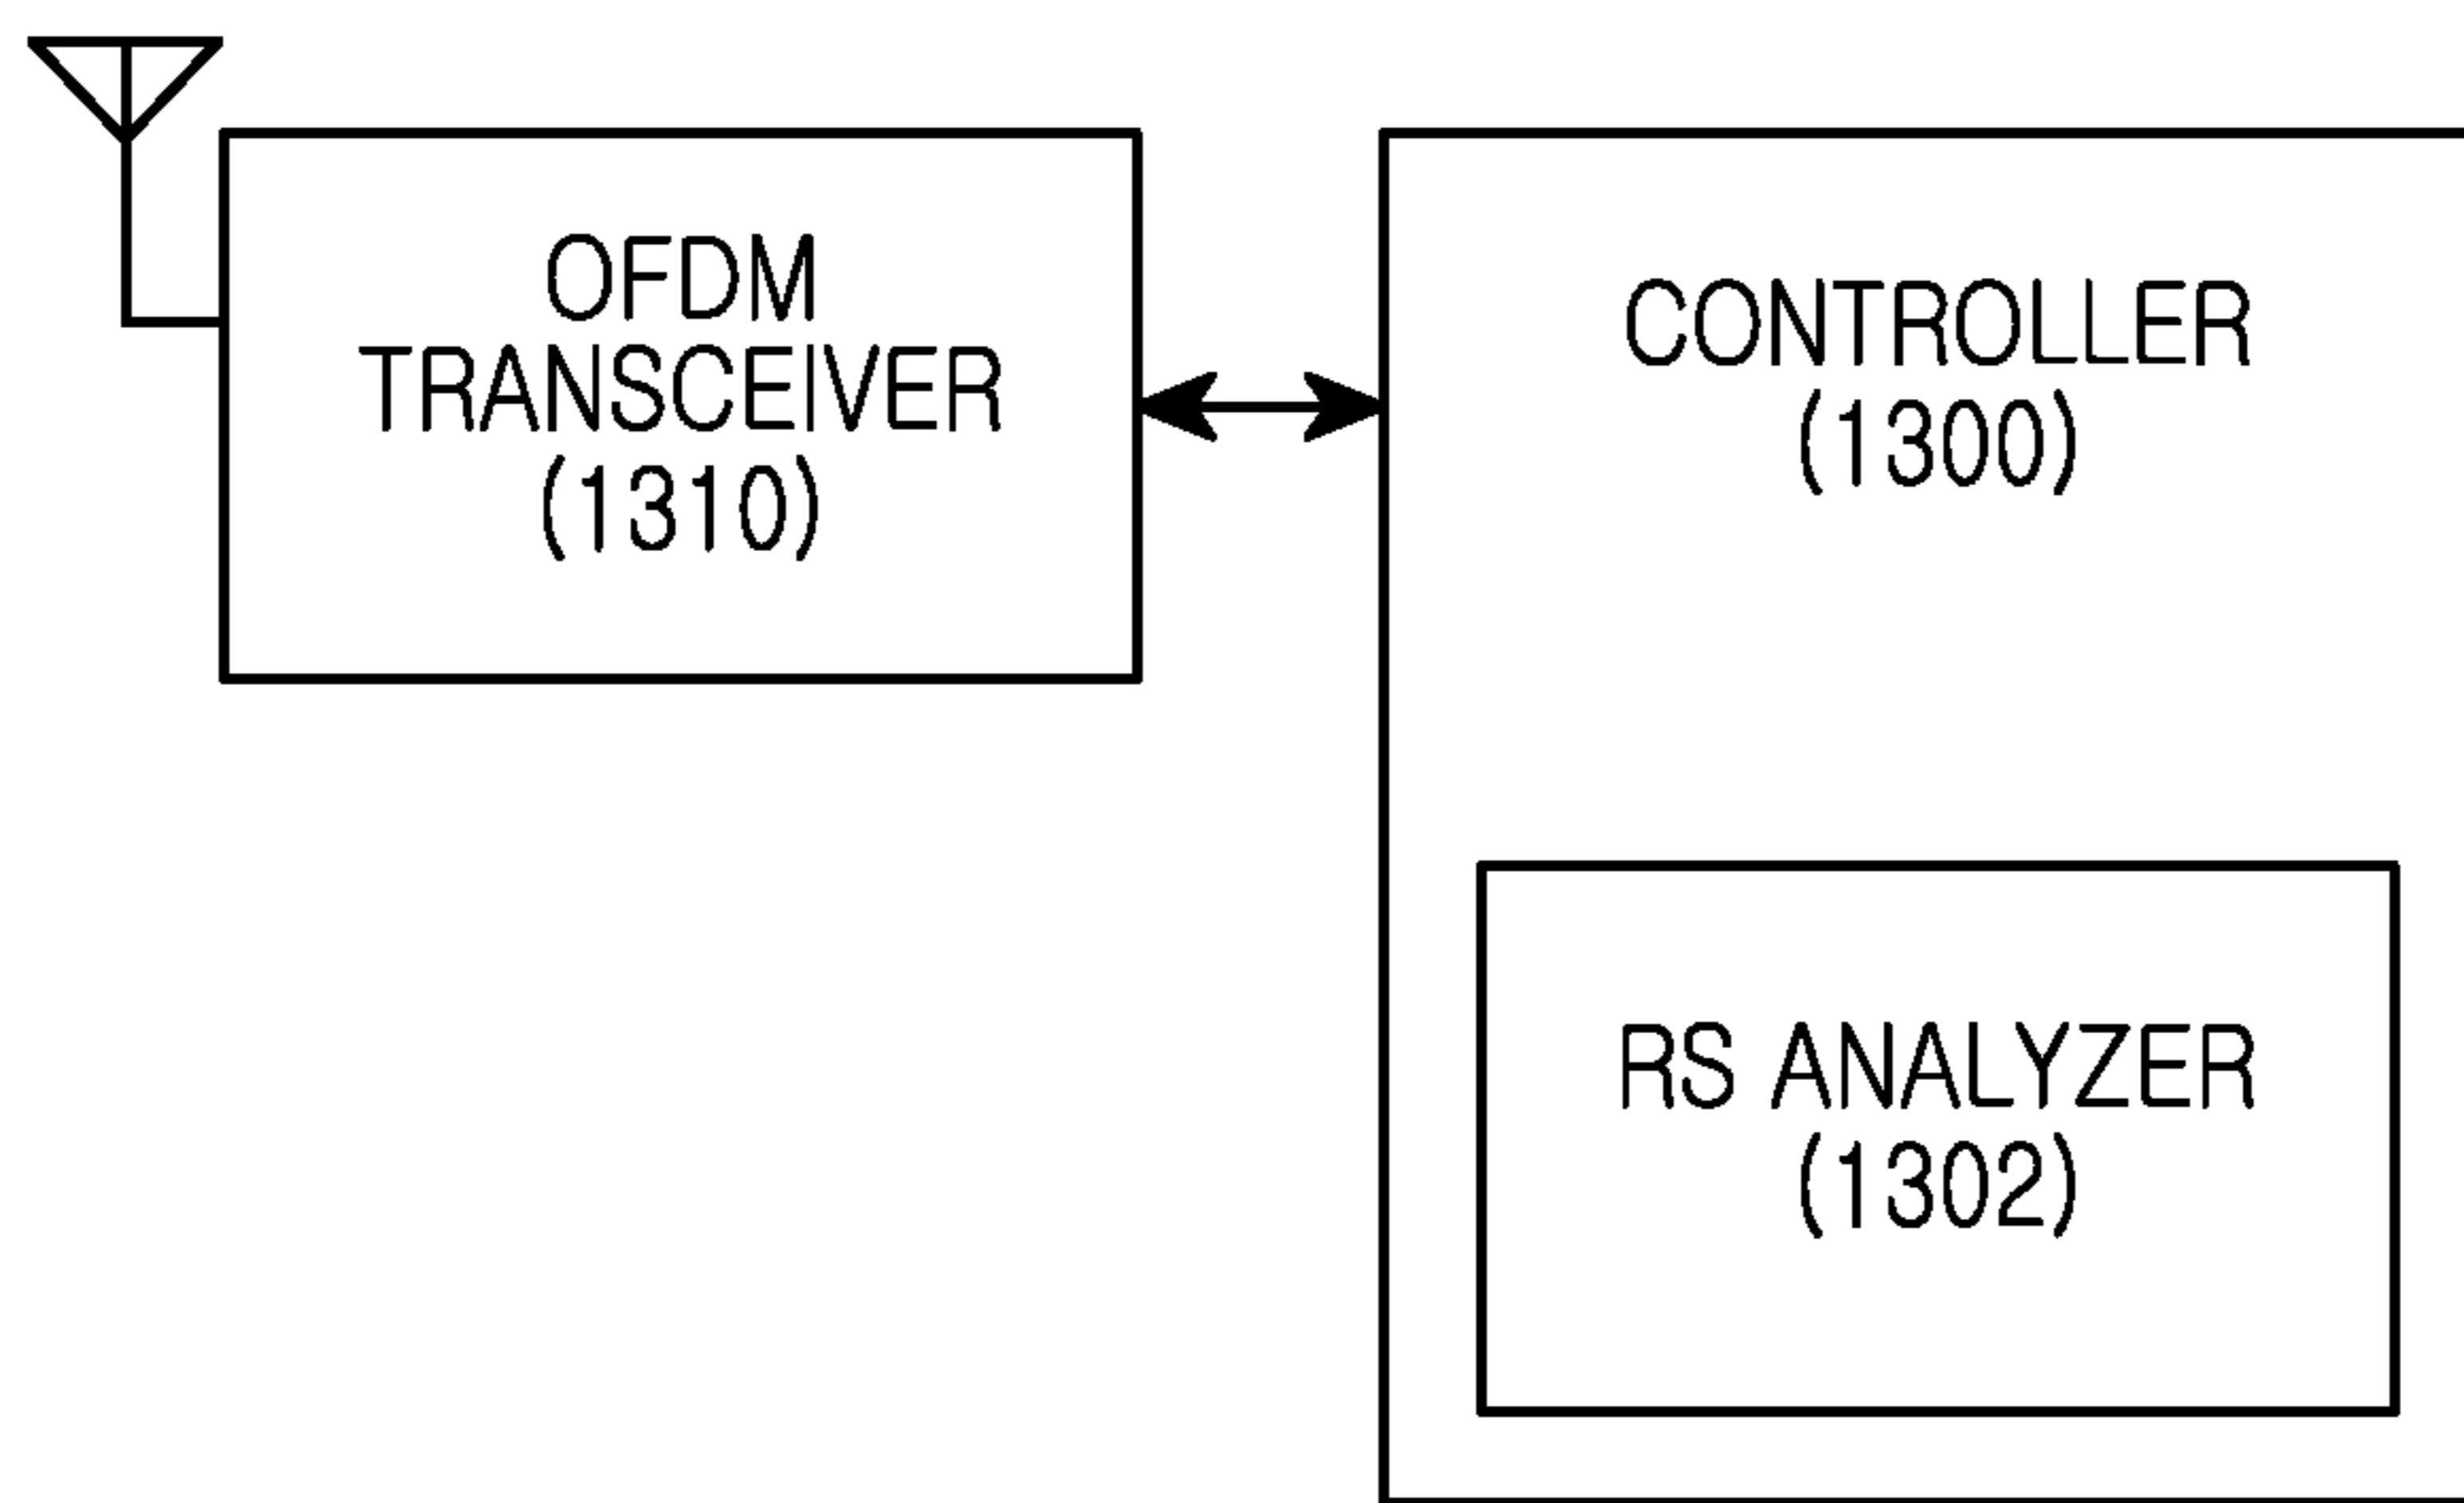 OFDM
TRANSCEIVER
(1310)
CONTROLLER
(1300)
RS ANALYZER
(1302)